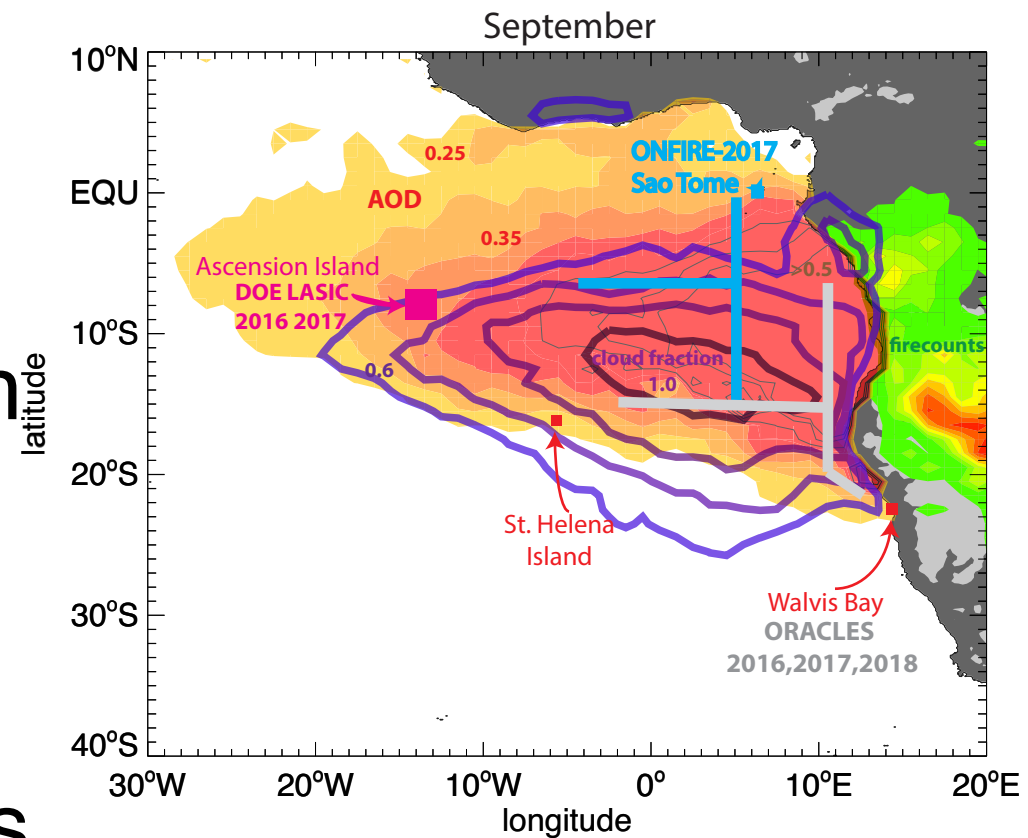 September
10°N
EQU
10°S
20°S
30°S
40°S
latitude
n
s
0.25
AOD
0.35
ONFIRE-2017
Sao Tome
>0.5
Ascension Island
DOE LASIC
2016 2017
0.6
cloud fraction
1.0
firecounts
St. Helena
Island
Walvis Bay
ORACLES
2016,2017,2018
30°W
20°W
10°W
0°
10°E
20°E
longitude